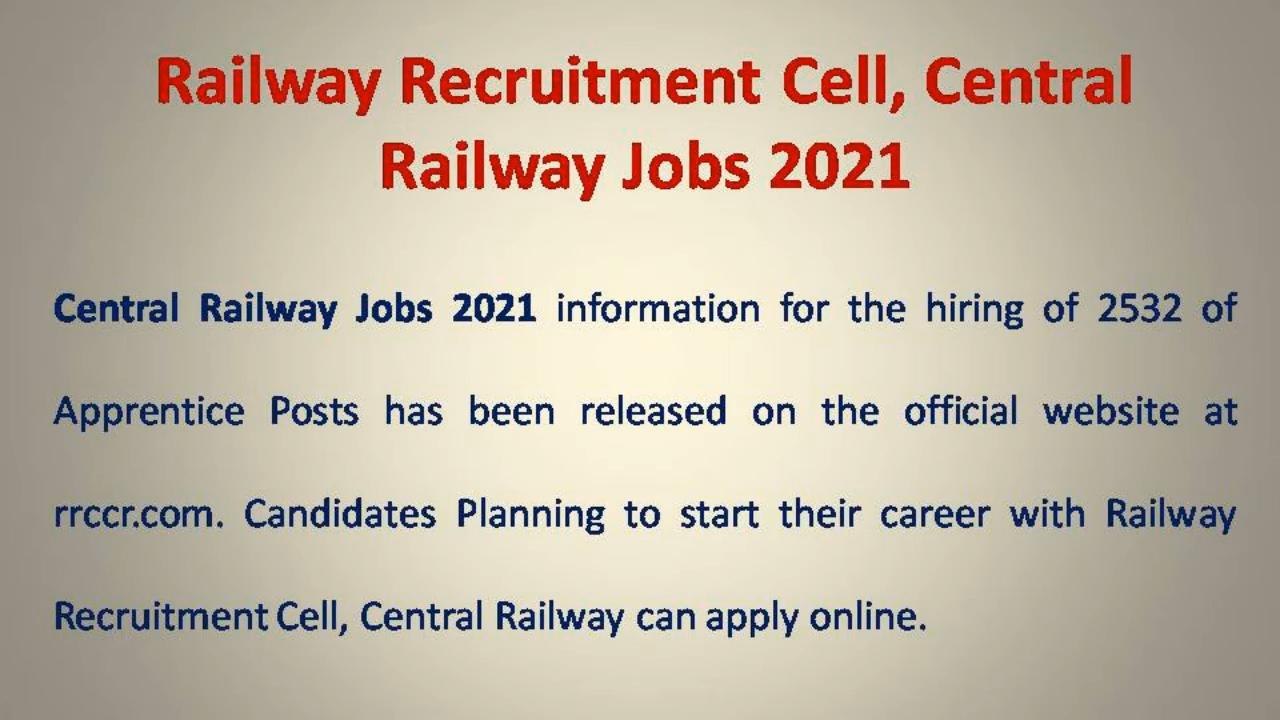 Railway Recruitment Cell, Central
Railway Jobs 2021
Central Railway Jobs 2021 information for the hiring of 2532 of
Apprentice Posts has been released on the official website at
rrccr.com. Candidates Planning to start their career with Railway
Recruitment Cell, Central Railway can apply online.